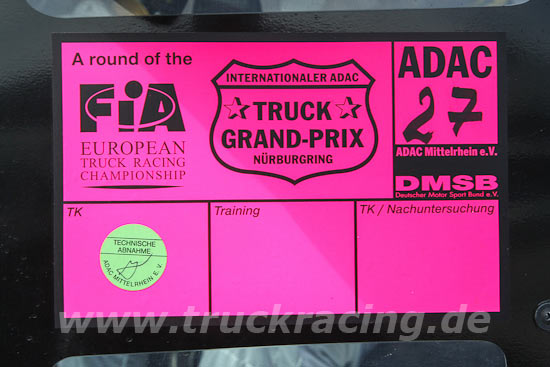 A round of the
FiA
EUROPEAN
TRUCK RACING
CHAMPIONSHIP
INTERNATIONALER ADAC
TRUCK
GRAND-PRIX
NÜRBURGRING
ADAC
27
ADAC Mittelrhein e.V.
DMSB
Deutscher Motor Sport Bund e.V.
TK
TECHNISCHE
ABNAHME
ADAC MITTELRHEIN E. V.
Training
TK / Nachuntersuchung
www.truckracing.de